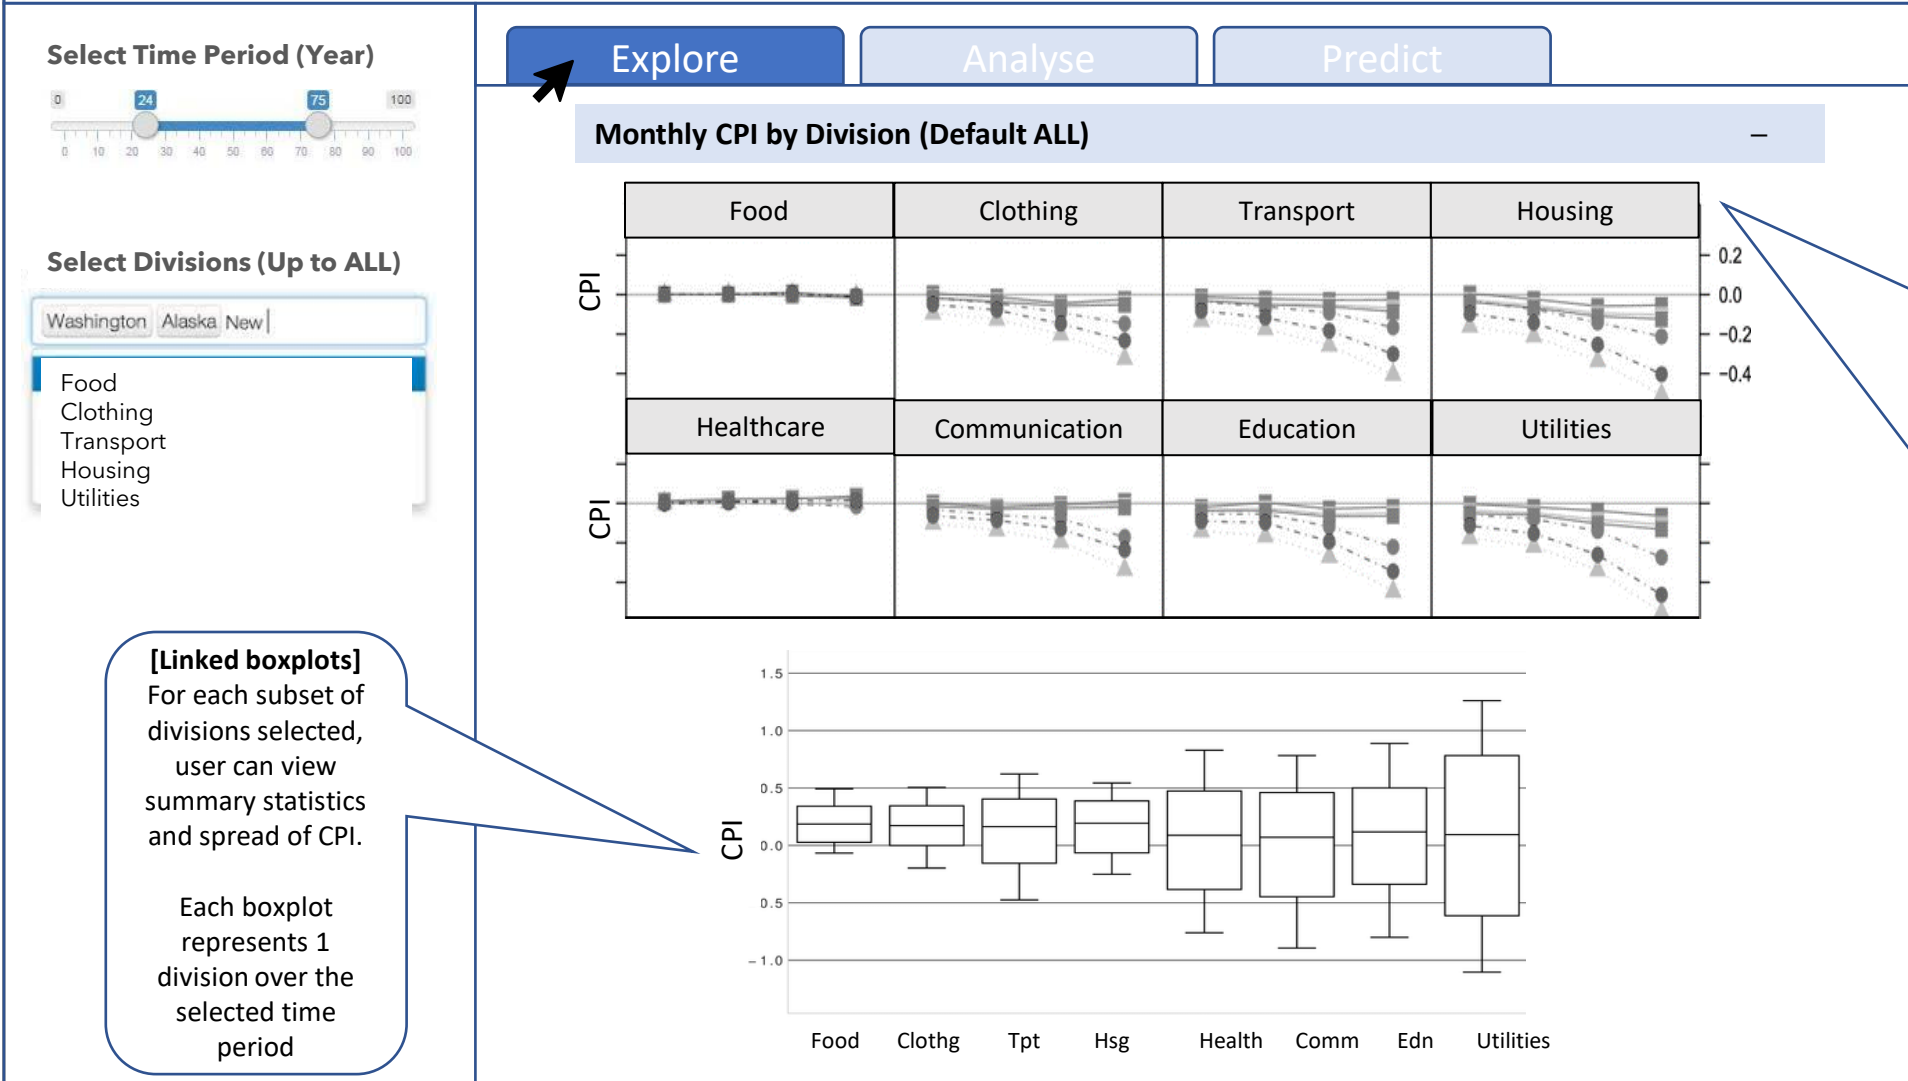 Select Time Period (Year)
0 24 75 100
0 10 20 30 40 50 60 70 80 90 100
Select Divisions (Up to ALL)
Washington Alaska New
Food
Clothing
Transport
Housing
Utilities
[Linked boxplots]
For each subset of
divisions selected,
user can view
summary statistics
and spread of CPI.
Each boxplot
represents 1
division over the
selected time
period
Explore Analyse Predict
Monthly CPI by Division (Default ALL) –
Food Clothing Transport Housing
CPI
0.2
0.0
-0.2
-0.4
Healthcare Communication Education Utilities
CPI
CPI
1.5
1.0
0.5
0.0
0.5
-1.0
Food Clothg Tpt Hsg Health Comm Edn Utilities